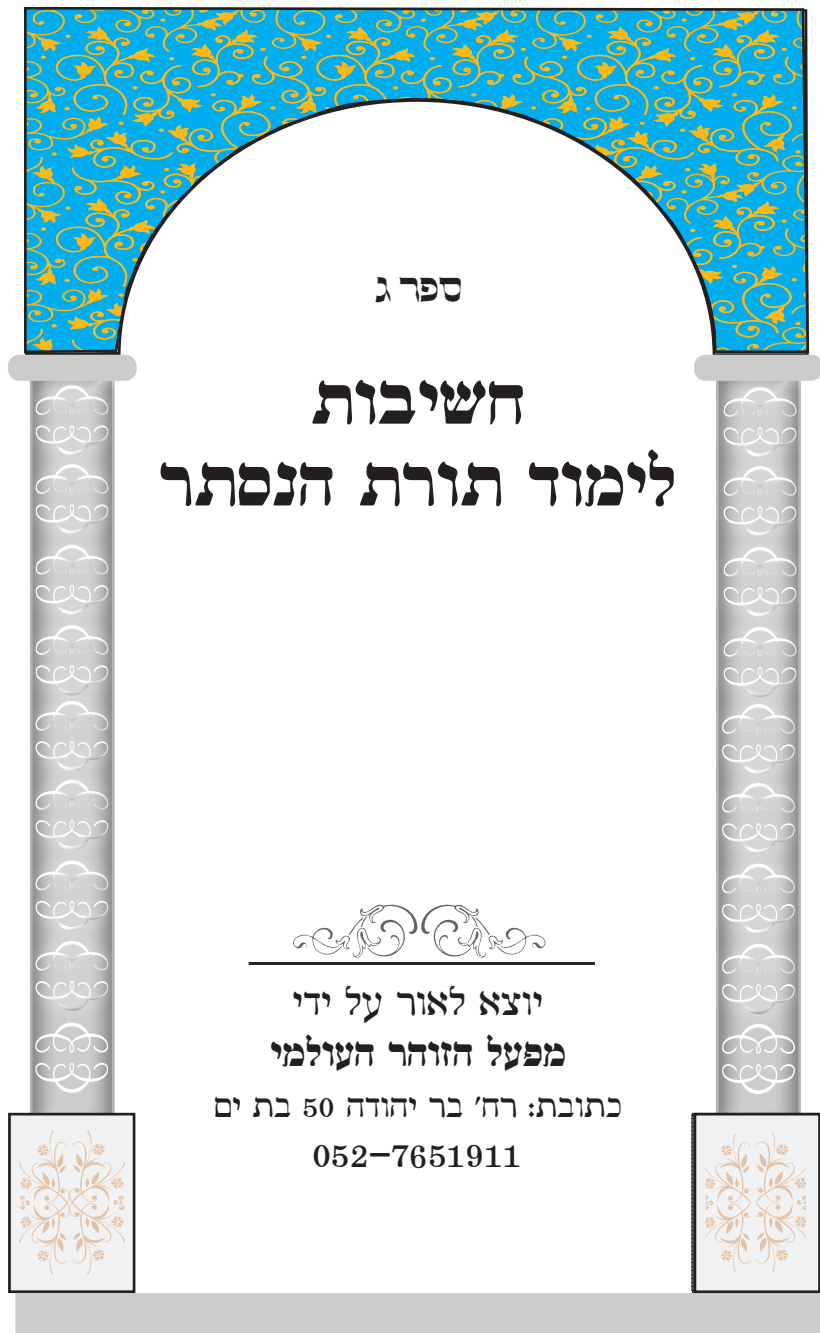 ספר ג
חשיבות
לימוד תורת הנסתר
יוצא לאור על ידי
מפעל הזוהר העולמי
כתובת: רח' בר יהודה 50 בת ים
052-7651911